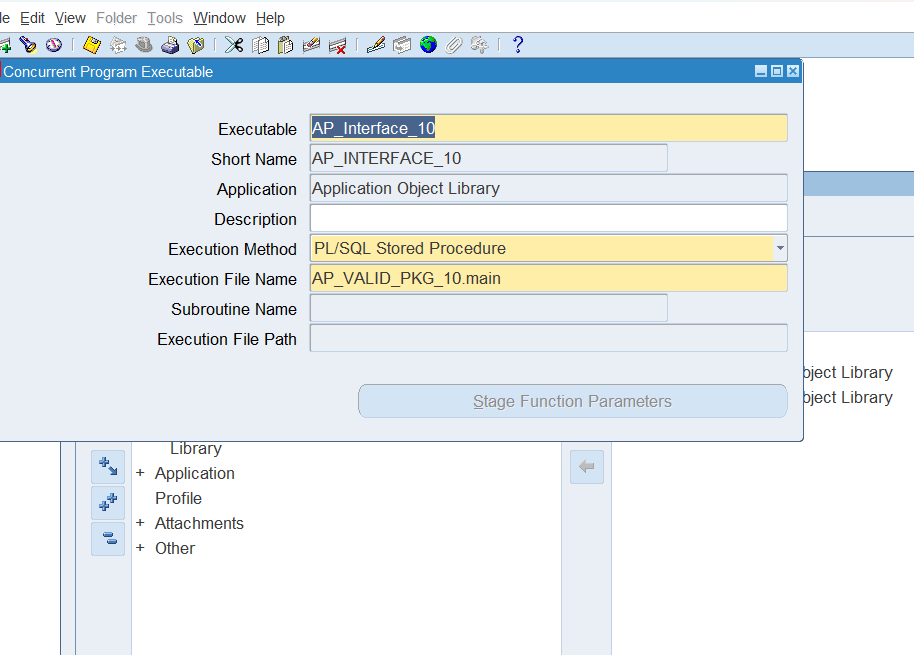 le Edit View Folder Tools Window Help
?
Concurrent Program Executable
Executable AP_Interface_10
Short Name AP_INTERFACE_10
Application Application Object Library
Description
Execution Method PL/SQL Stored Procedure
Execution File Name AP_VALID_PKG_10.main
Subroutine Name
Execution File Path
bject Library
Stage Function Parameters
bject Library
Library
+ Application
Profile
+ Attachments
+ Other